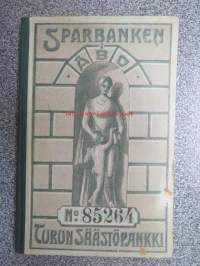 SPARBANKEN
I
ÅBO
No 85264
TURUN SÄÄSTÖPANKKI